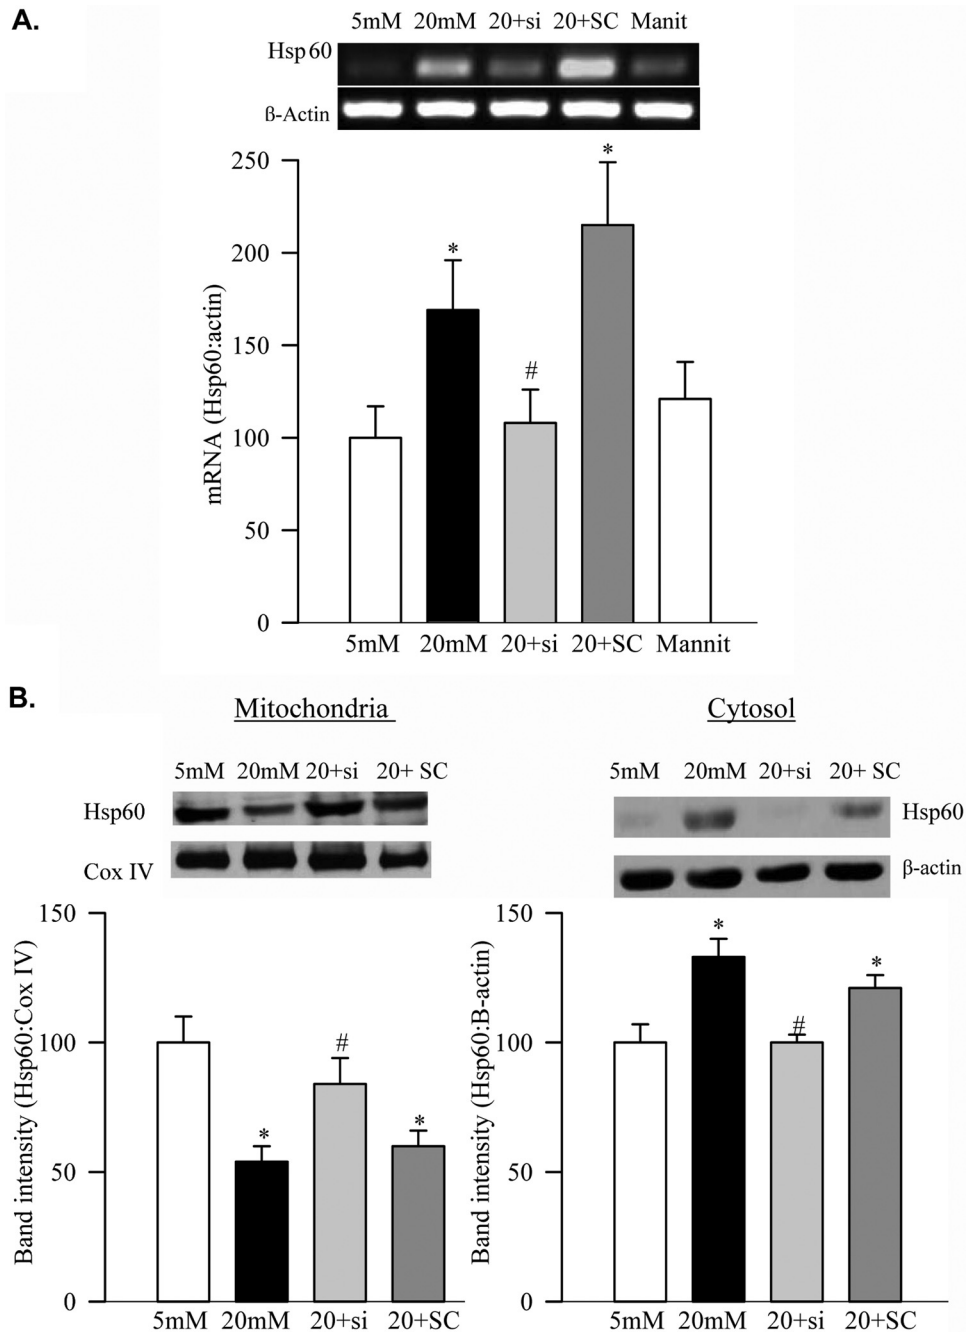 A.
5mM 20mM 20+si 20+SC Manit
Hsp60
ß-Actin
mRNA (Hsp60:actin)
250
200
150
100
50
0
*
#
*
5mM 20mM 20+si 20+SC Mannit
B.
Mitochondria
5mM 20mM 20+si 20+ SC
Hsp60
Cox IV
Band intensity (Hsp60:Cox IV)
150
100
50
0
*
#
*
5mM 20mM 20+si 20+SC
Cytosol
5mM 20mM 20+si 20+ SC
Hsp60
β-actin
Band intensity (Hsp60:B-actin)
150
100
50
0
*
#
*
5mM 20mM 20+si 20+SC